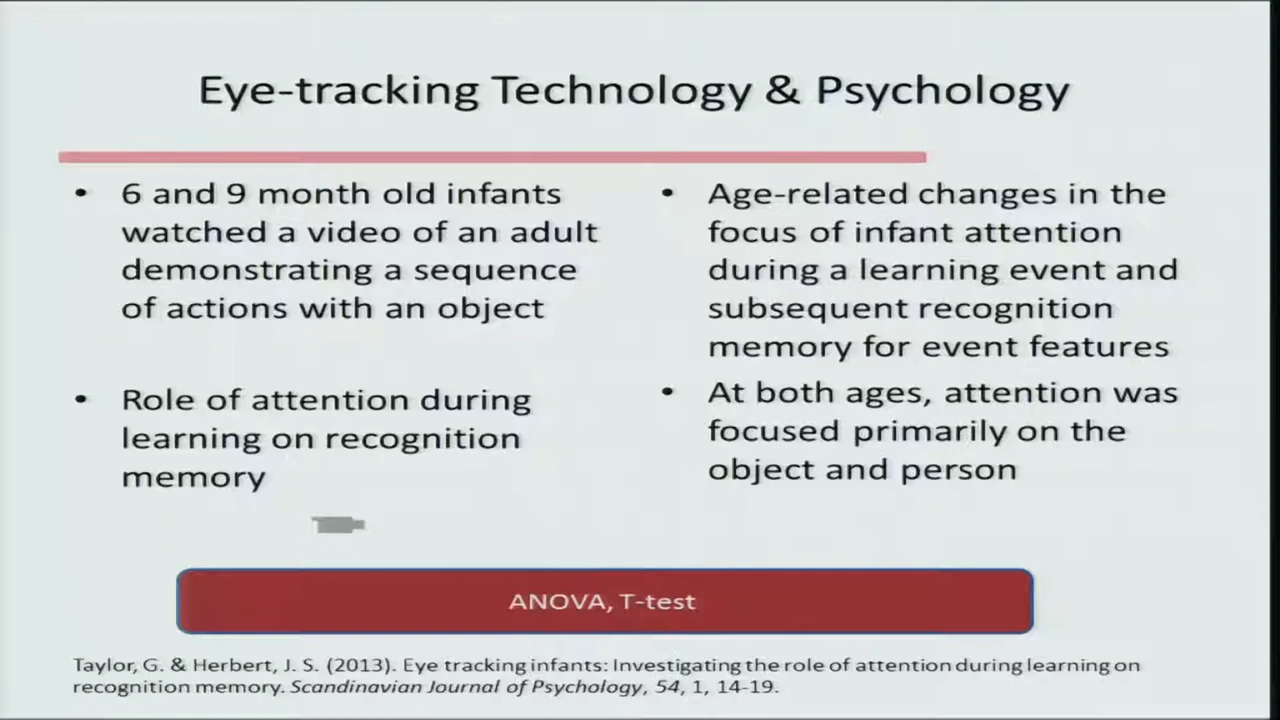 Eye-tracking Technology & Psychology
• 6 and 9 month old infants
watched a video of an adult
demonstrating a sequence
of actions with an object
• Role of attention during
learning on recognition
memory
• Age-related changes in the
focus of infant attention
during a learning event and
subsequent recognition
memory for event features
• At both ages, attention was
focused primarily on the
object and person
ANOVA, T-test
Taylor, G. & Herbert, J. S. (2013). Eye tracking infants: Investigating the role of attention during learning on
recognition memory. Scandinavian Journal of Psychology, 54, 1, 14-19.